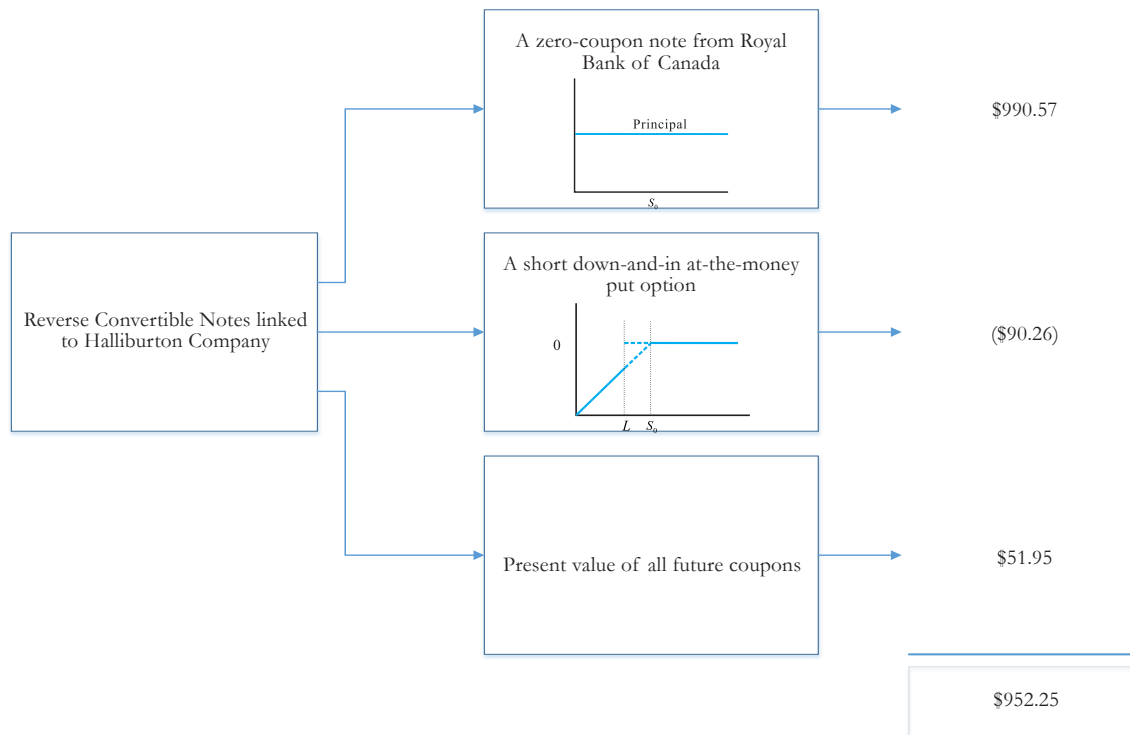 A zero-coupon note from Royal
Bank of Canada
Principal
S₀
$990.57
Reverse Convertible Notes linked
to Halliburton Company
A short down-and-in at-the-money
put option
0
L S₀
($90.26)
Present value of all future coupons
$51.95
$952.25